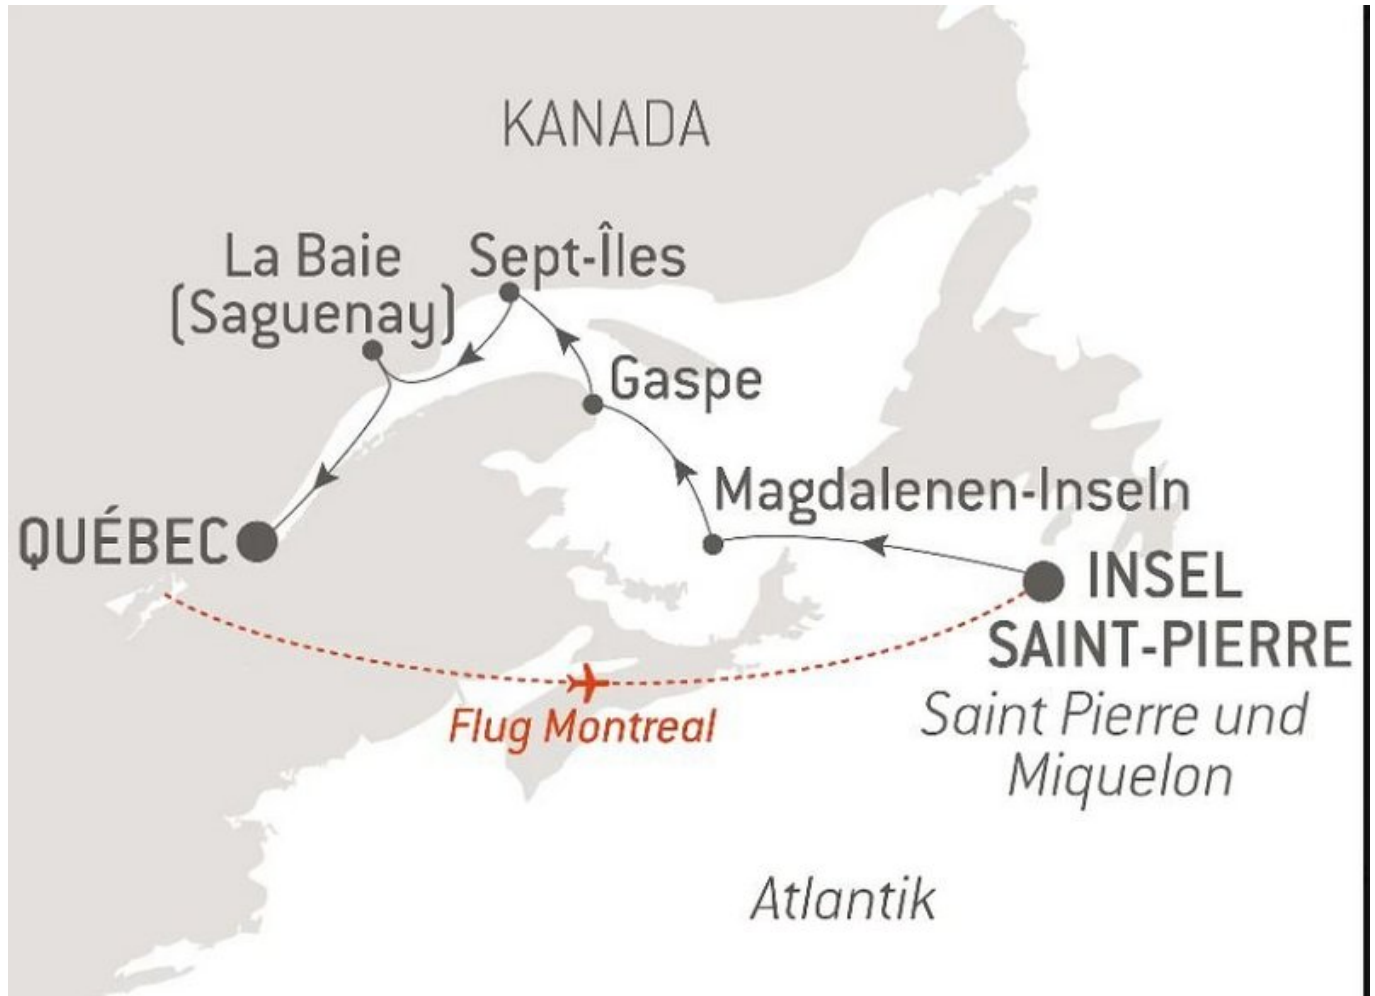 KANADA
La Baie
(Saguenay)
Sept-Îles
Gaspe
Magdalenen-Inseln
QUÉBEC
INSEL
SAINT-PIERRE
Saint Pierre und
Miquelon
Flug Montreal
Atlantik